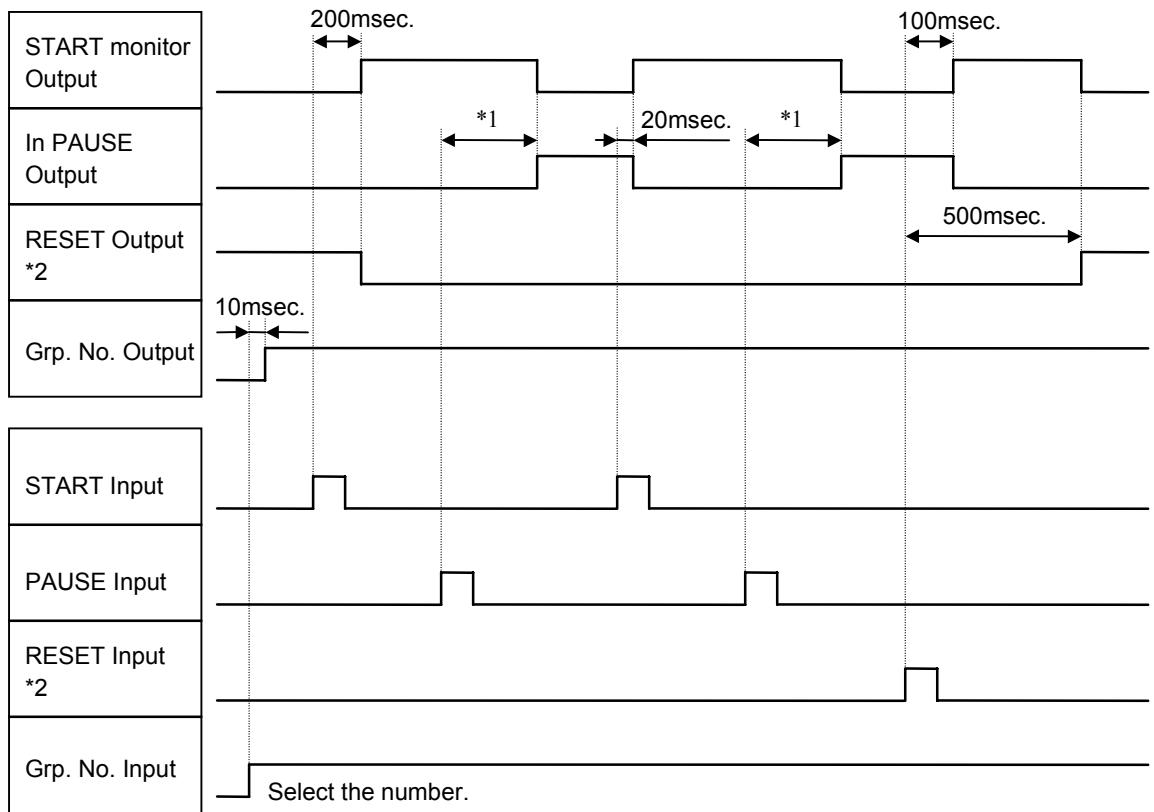 200msec.
100msec.
START monitor
Output
*1
20msec.
*1
In PAUSE
Output
500msec.
RESET Output
*2
10msec.
Grp. No. Output
START Input
PAUSE Input
RESET Input
*2
Grp. No. Input
Select the number.